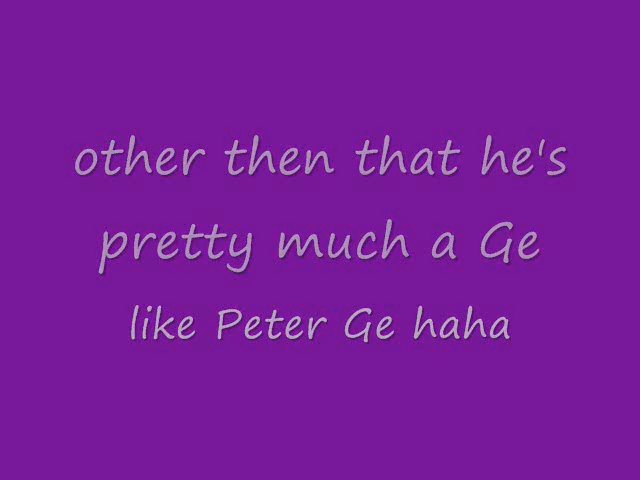 other then that he's
pretty much a Ge
like Peter Ge haha